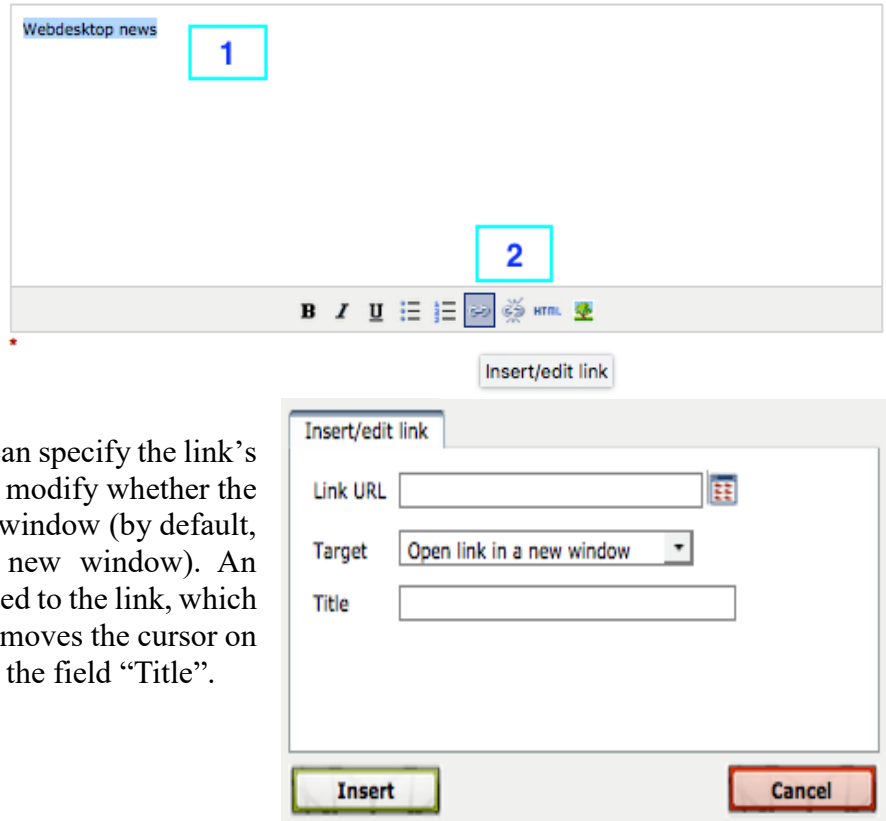 Webdesktop news
1
2
B I U HTML
*
Insert/edit link
an specify the link's
modify whether the
window (by default,
new window). An
ed to the link, which
moves the cursor on
the field “Title”.
Insert/edit link
Link URL
Target Open link in a new window
Title
Insert Cancel